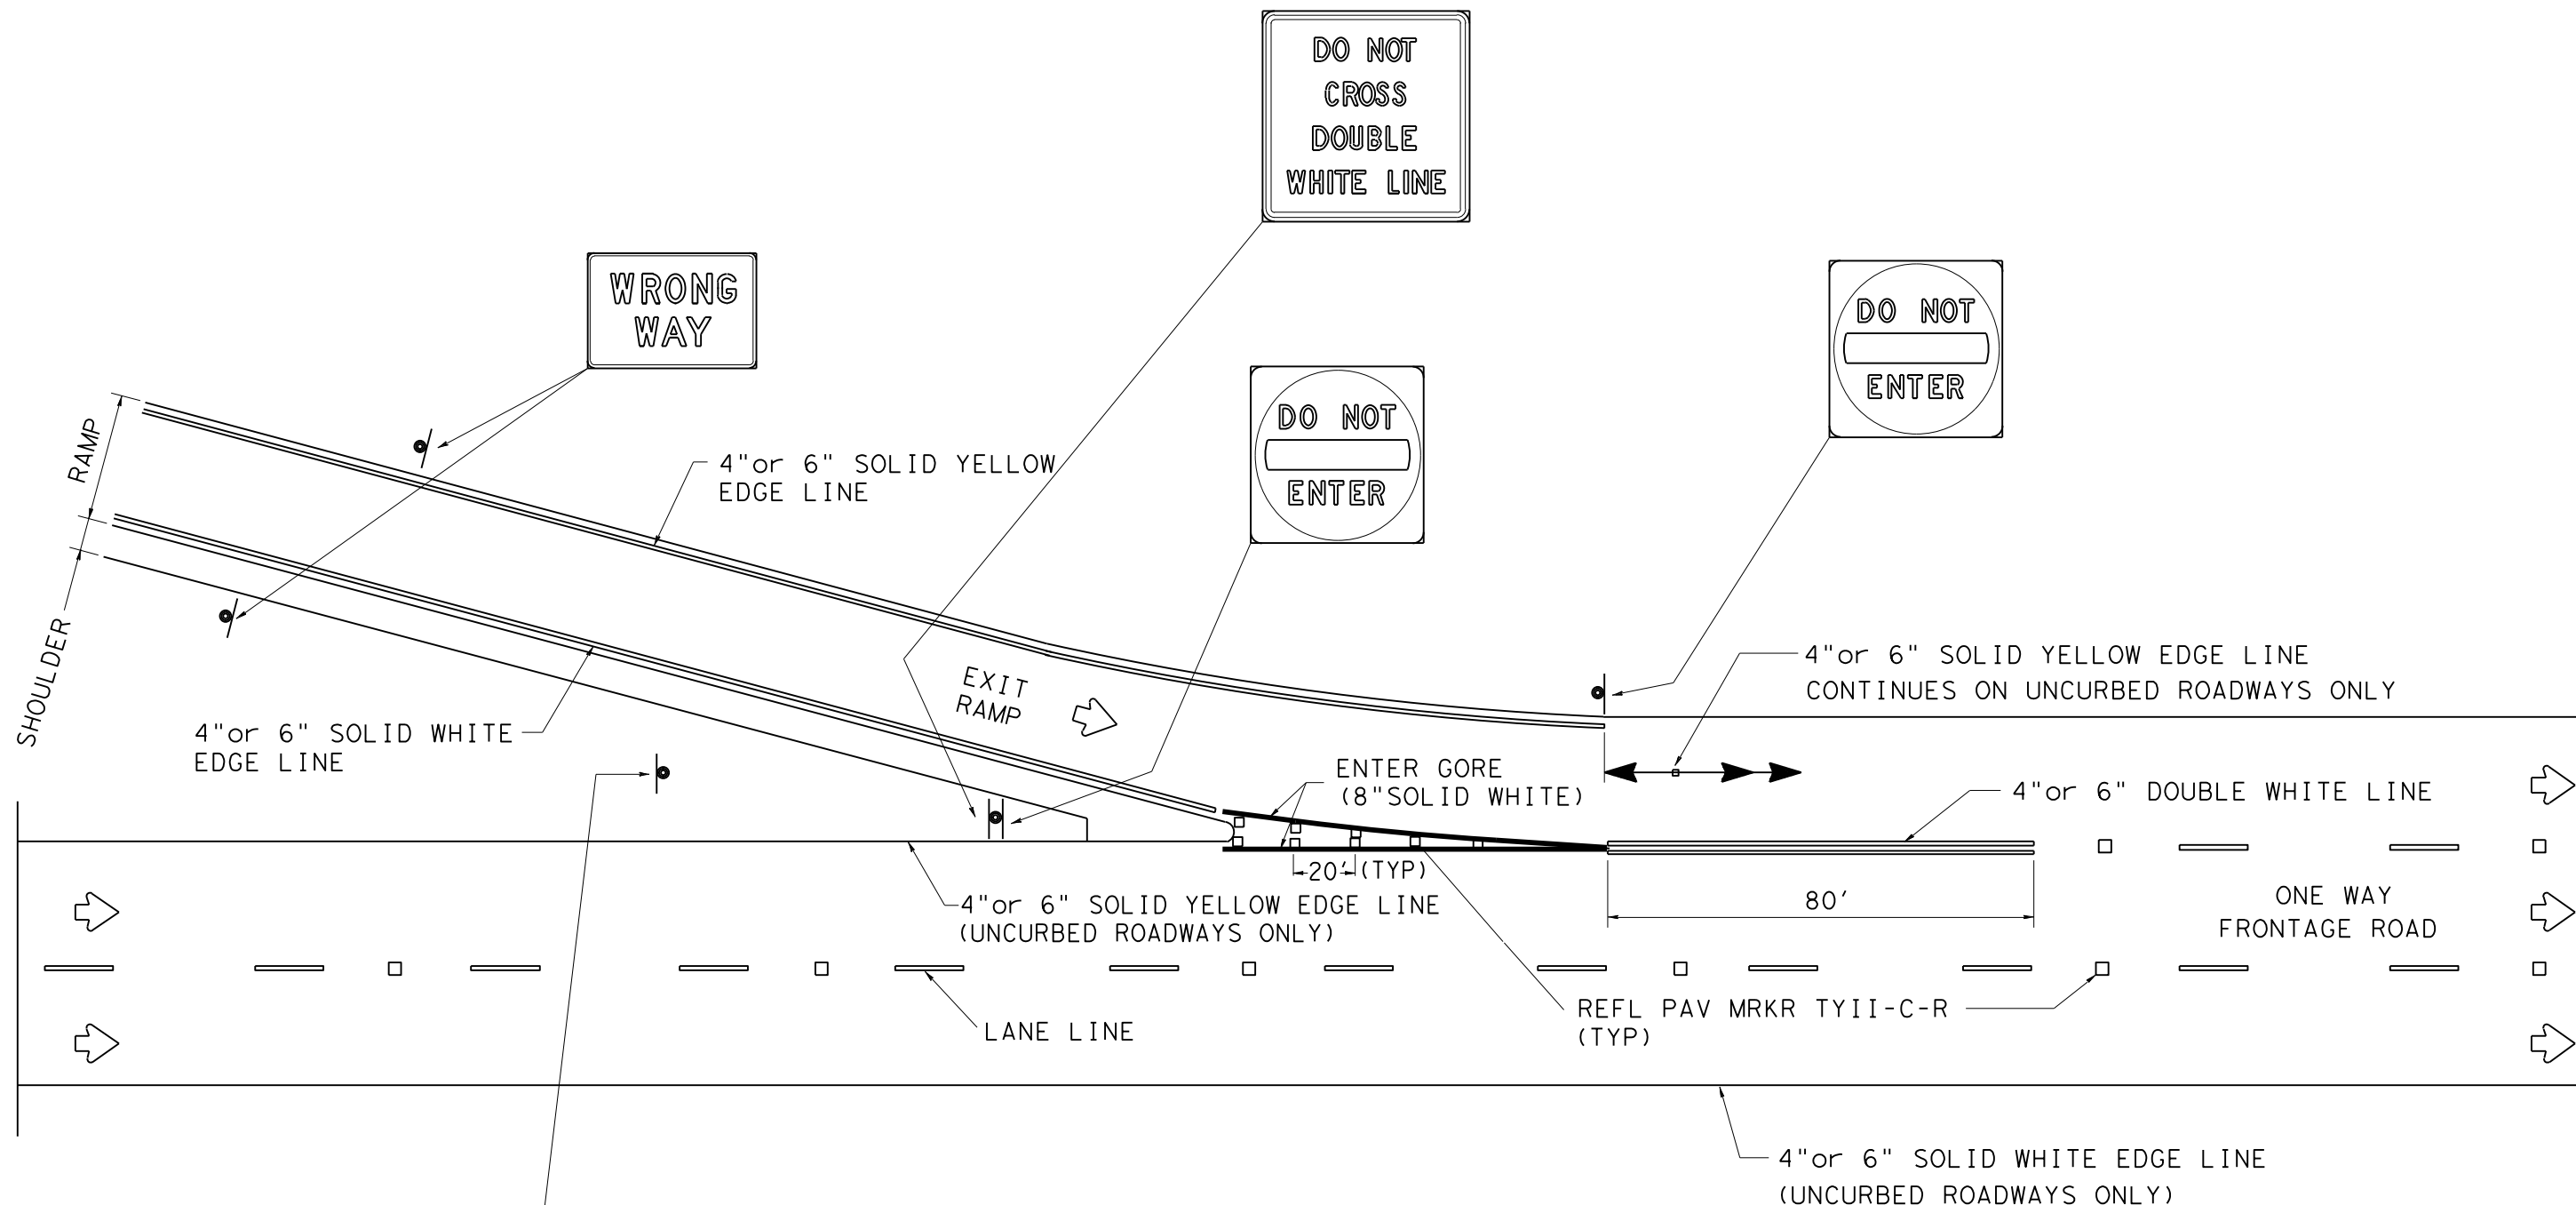 DO NOT
CROSS
DOUBLE
WHITE LINE
WRONG
WAY
DO NOT
ENTER
DO NOT
ENTER
RAMP
SHOULDER
4"or 6" SOLID YELLOW
EDGE LINE
4"or 6" SOLID WHITE
EDGE LINE
EXIT
RAMP
4"or 6" SOLID YELLOW EDGE LINE
CONTINUES ON UNCURBED ROADWAYS ONLY
ENTER GORE
(8"SOLID WHITE)
4"or 6" DOUBLE WHITE LINE
20'(TYP)
80'
4"or 6" SOLID YELLOW EDGE LINE
(UNCURBED ROADWAYS ONLY)
ONE WAY
FRONTAGE ROAD
LANE LINE
REFL PAV MRKR TYII-C-R
(TYP)
4"or 6" SOLID WHITE EDGE LINE
(UNCURBED ROADWAYS ONLY)